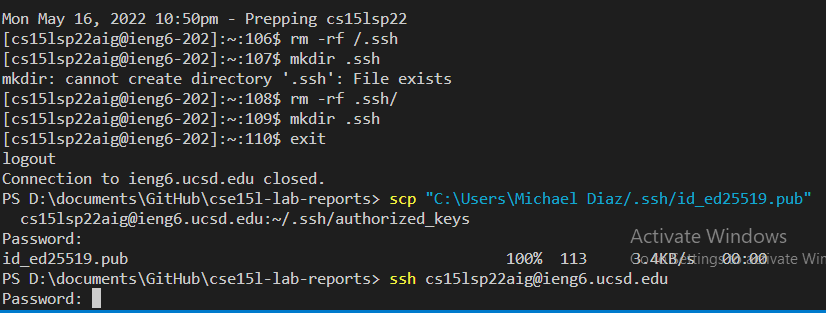 Mon May 16, 2022 10:50pm - Prepping cs15lsp22
[cs15lsp22aig@ieng6-202]:~:106$ rm -rf /.ssh
[cs15lsp22aig@ieng6-202]:~:107$ mkdir .ssh
mkdir: cannot create directory '.ssh': File exists
[cs15lsp22aig@ieng6-202]:~:108$ rm -rf .ssh/
[cs15lsp22aig@ieng6-202]:~:109$ mkdir .ssh
[cs15lsp22aig@ieng6-202]:~:110$ exit
logout
Connection to ieng6.ucsd.edu closed.
PS D:\documents\GitHub\cse15l-lab-reports> scp "C:\Users\Michael Diaz/.ssh/id_ed25519.pub"
cs15lsp22aig@ieng6.ucsd.edu:~/.ssh/authorized_keys
Password:
id_ed25519.pub 100% 113 3.4KB/s 00:00
PS D:\documents\GitHub\cse15l-lab-reports> ssh cs15lsp22aig@ieng6.ucsd.edu
Password:
Activate Windows
Go to Settings to activate Win